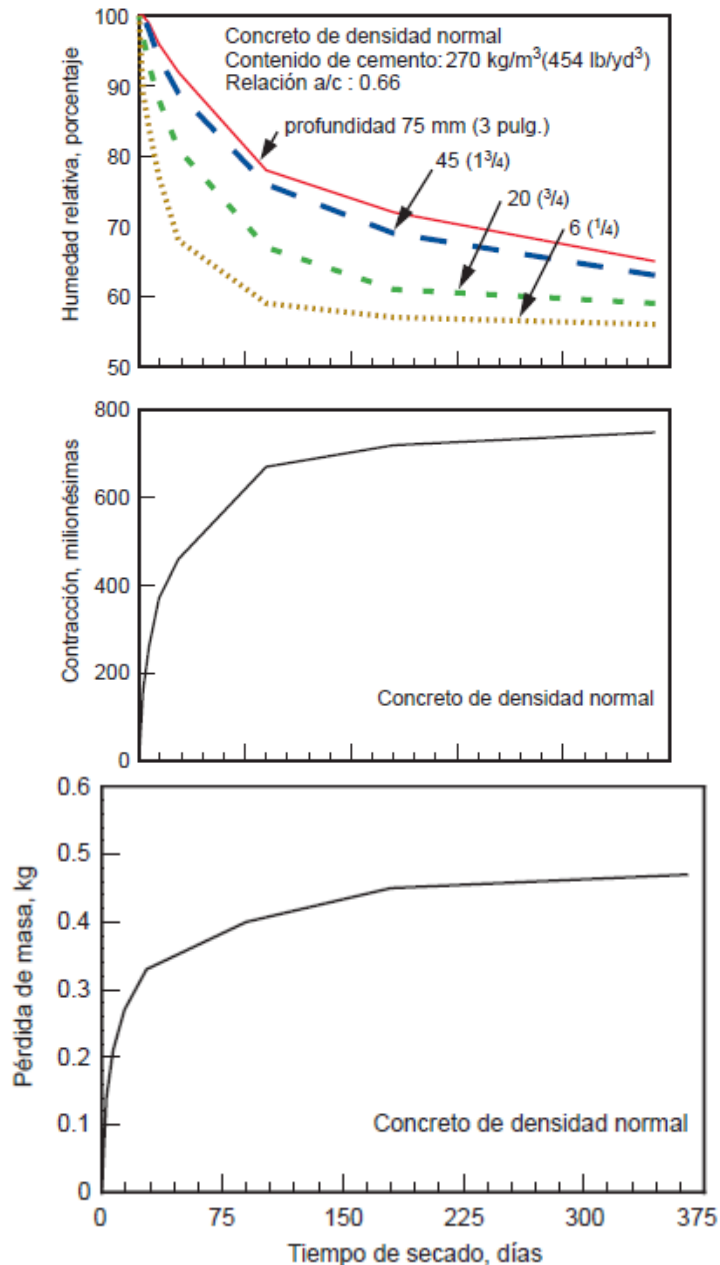 100
90
80
70
60
50
Humedad relativa, porcentaje
Concreto de densidad normal
Contenido de cemento: 270 kg/m³(454 lb/yd³)
Relación a/c : 0.66
profundidad 75 mm (3 pulg.)
45 (1³/4)
20 (³/4)
6 (¹/4)
800
600
400
200
0
Contracción, milionésimas
Concreto de densidad normal
0.6
0.5
0.4
0.3
0.2
0.1
0
Pérdida de masa, kg
Concreto de densidad normal
0 75 150 225 300 375
Tiempo de secado, días